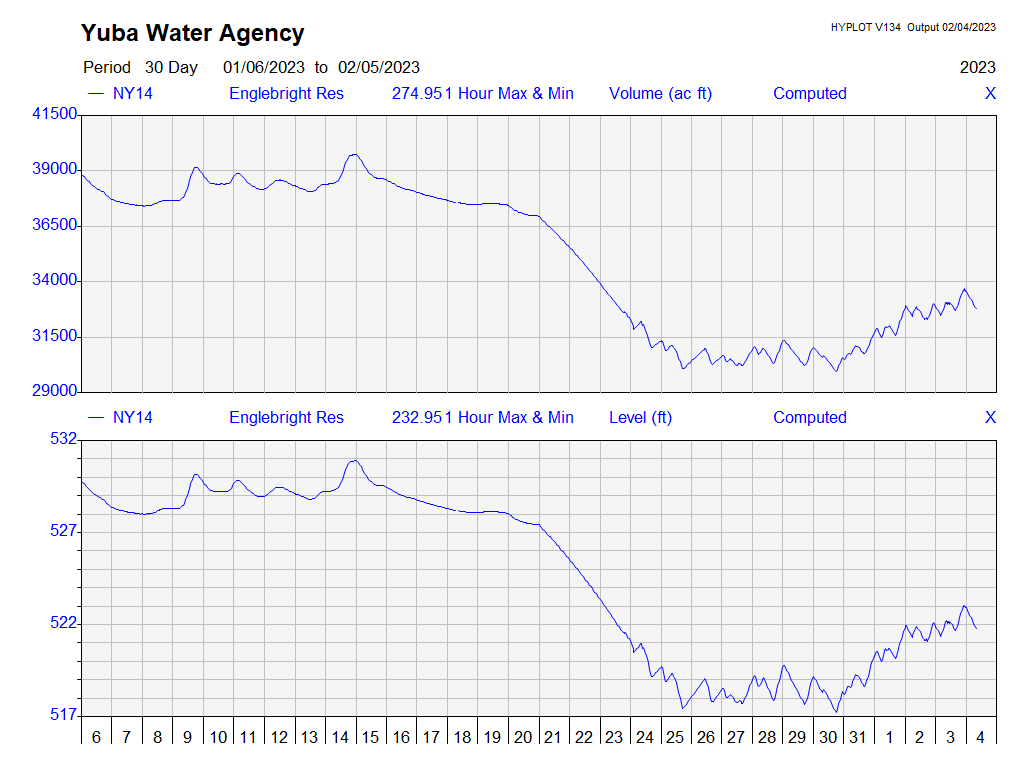 Yuba Water Agency
HYPLOT V134 Output 02/04/2023
Period 30 Day 01/06/2023 to 02/05/2023
2023
NY14 Englebright Res 274.951 Hour Max & Min Volume (ac ft) Computed X
41500
39000
36500
34000
31500
29000
NY14 Englebright Res 232.951 Hour Max & Min Level (ft) Computed X
532
527
522
517
6 7 8 9 10 11 12 13 14 15 16 17 18 19 20 21 22 23 24 25 26 27 28 29 30 31 1 2 3 4